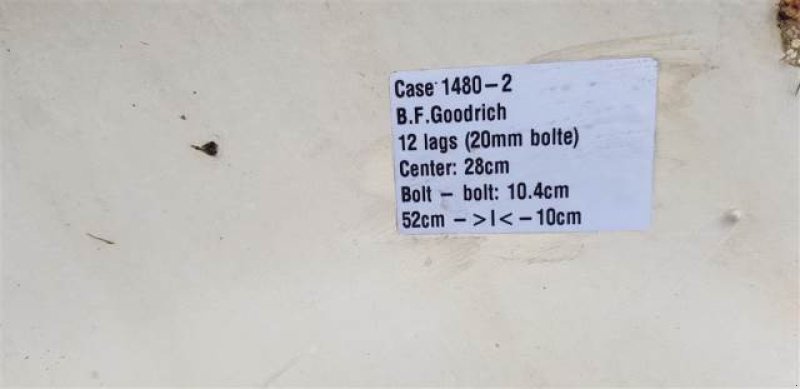 Case 1480-2
B.F.Goodrich
12 lags (20mm bolte)
Center: 28cm
Bolt - bolt: 10.4cm
52cm ->I<-10cm